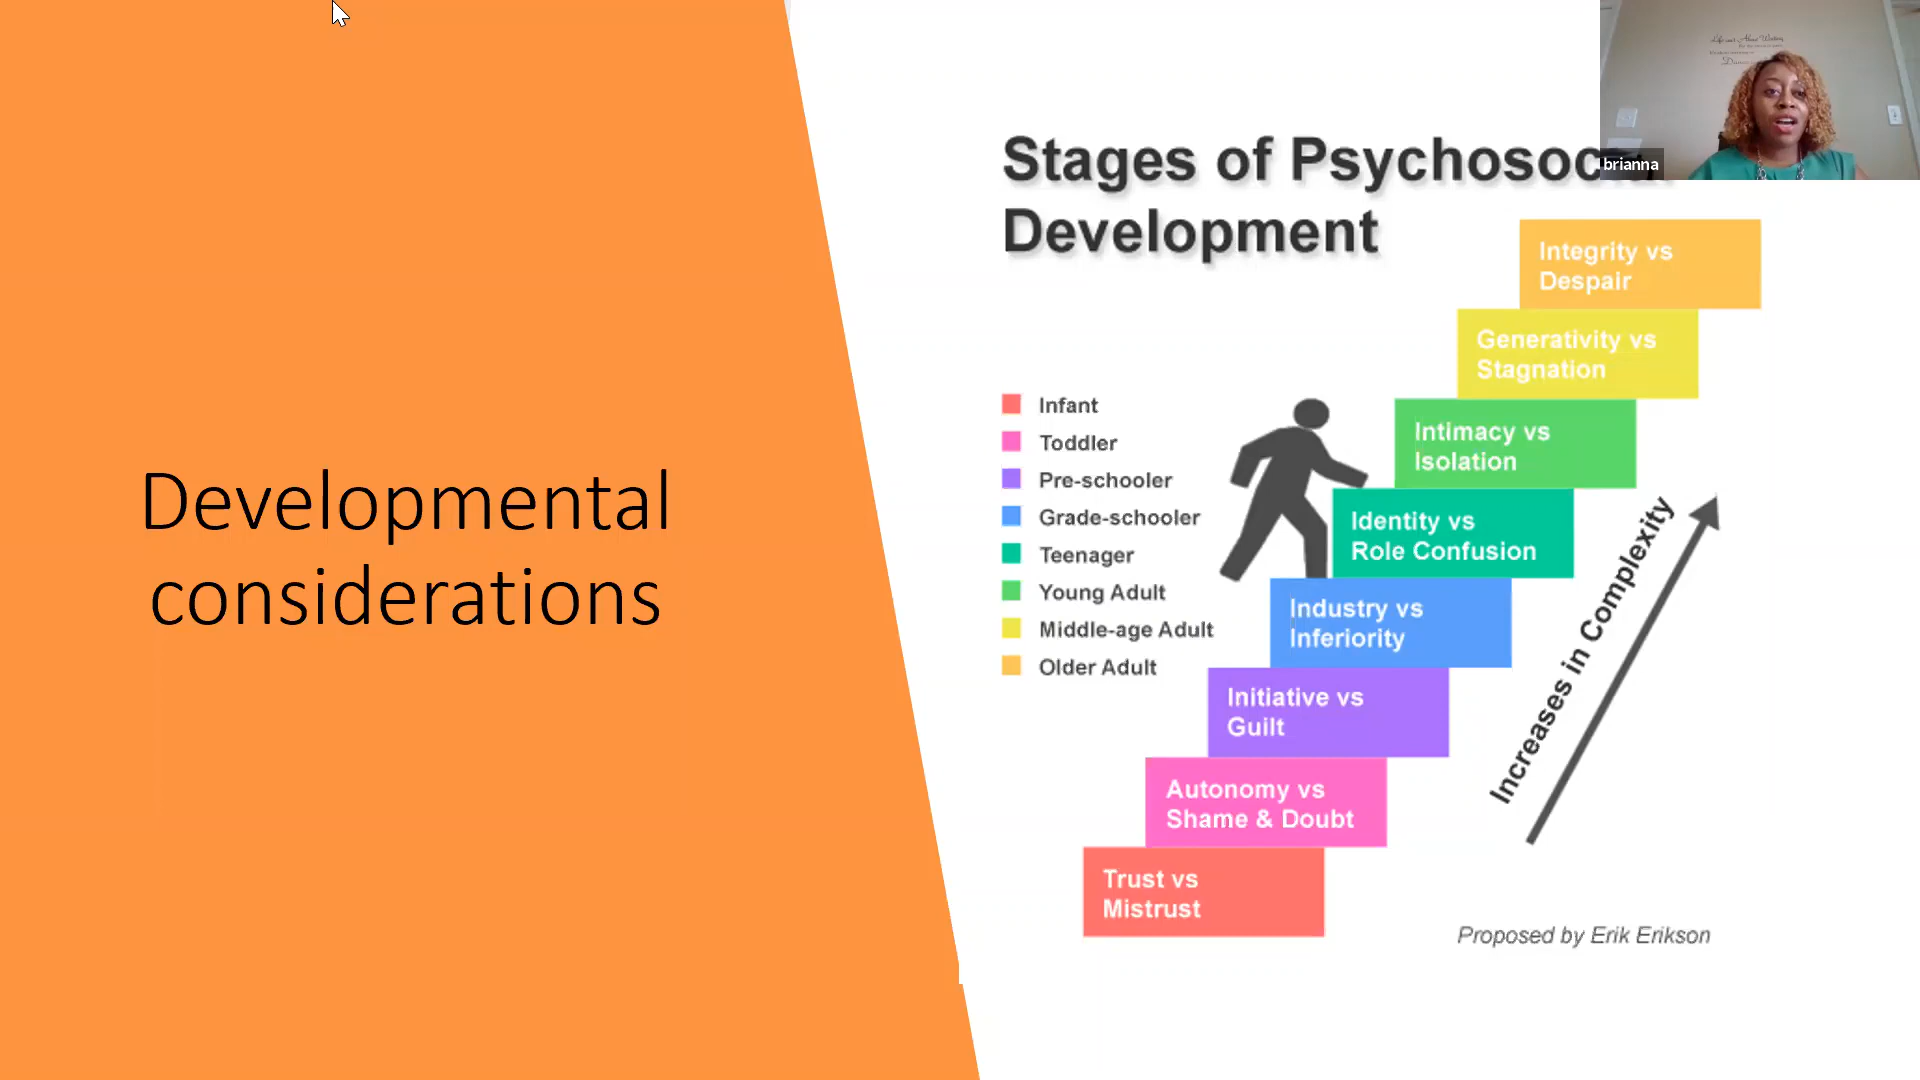 Developmental
considerations
Stages of
Development
brianna
Infant
Toddler
Pre-schooler
Grade-schooler
Teenager
Young Adult
Middle-age Adult
Older Adult
Integrity vs
Despair
Generativity vs
Stagnation
Intimacy vs
Isolation
Identity vs
Role Confusion
Industry vs
Inferiority
Initiative vs
Guilt
Autonomy vs
Shame & Doubt
Trust vs
Mistrust
Increases in Complexity
Proposed by Erik Erikson